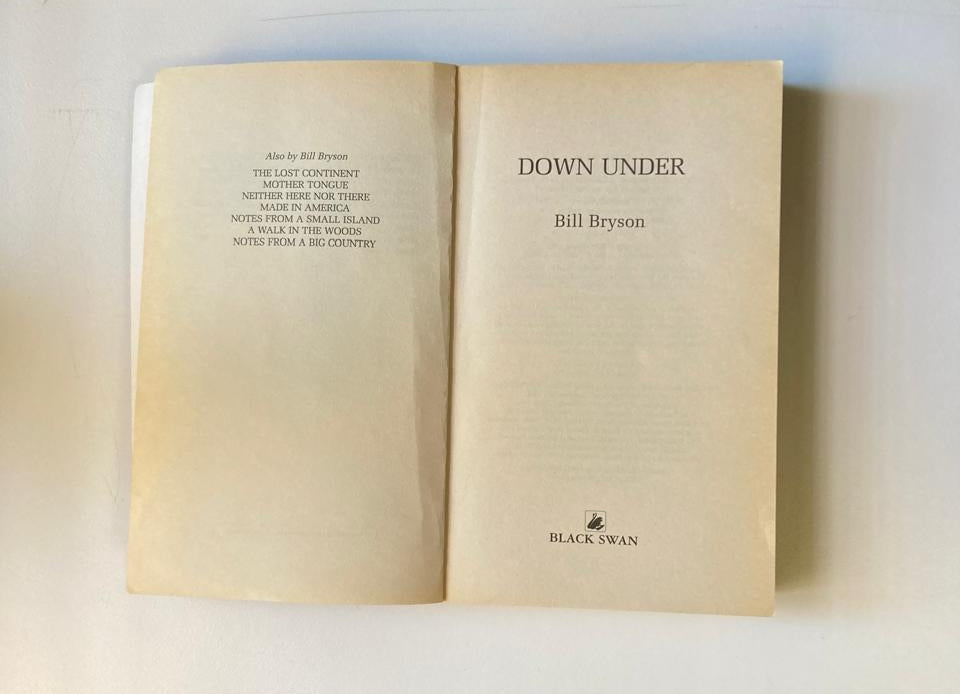 Also by Bill Bryson
THE LOST CONTINENT
MOTHER TONGUE
NEITHER HERE NOR THERE
MADE IN AMERICA
NOTES FROM A SMALL ISLAND
A WALK IN THE WOODS
NOTES FROM A BIG COUNTRY
DOWN UNDER
Bill Bryson
BLACK SWAN